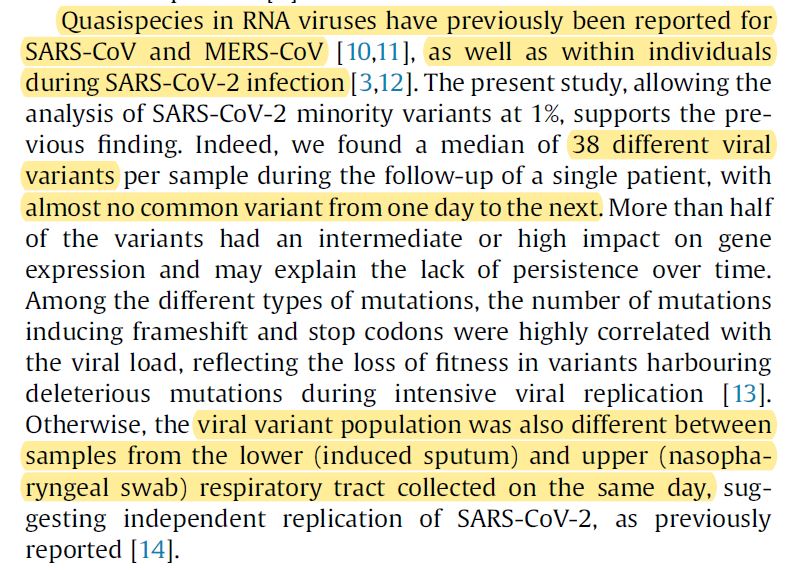 Quasispecies in RNA viruses have previously been reported for
SARS-CoV and MERS-CoV [10,11], as well as within individuals
during SARS-CoV-2 infection [3,12]. The present study, allowing the
analysis of SARS-CoV-2 minority variants at 1%, supports the pre-
vious finding. Indeed, we found a median of 38 different viral
variants per sample during the follow-up of a single patient, with
almost no common variant from one day to the next. More than half
of the variants had an intermediate or high impact on gene
expression and may explain the lack of persistence over time.
Among the different types of mutations, the number of mutations
inducing frameshift and stop codons were highly correlated with
the viral load, reflecting the loss of fitness in variants harbouring
deleterious mutations during intensive viral replication [13].
Otherwise, the viral variant population was also different between
samples from the lower (induced sputum) and upper (nasopha-
ryngeal swab) respiratory tract collected on the same day, sug-
gesting independent replication of SARS-CoV-2, as previously
reported [14].